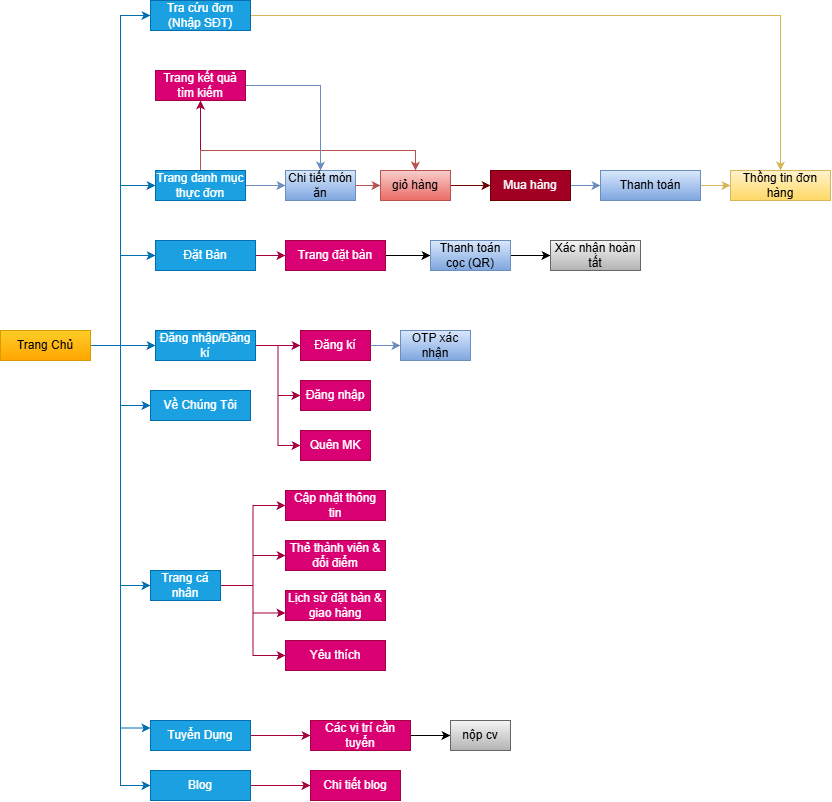 Tra cứu đơn
(Nhập SĐT)
Trang kết quả
tìm kiếm
Trang danh mục
thực đơn
Chi tiết món
ăn
giỏ hàng
Mua hàng
Thanh toán
Thồng tin đơn
hàng
Đặt Bàn
Trang đặt bàn
Thanh toán
cọc (QR)
Xác nhận hoàn
tất
Trang Chủ
Đăng nhập/Đăng
kí
Đăng kí
OTP xác
nhận
Đăng nhập
Về Chúng Tôi
Quên MK
Cập nhật thông
tin
Thẻ thành viên &
đổi điểm
Trang cá
nhân
Lịch sử đặt bàn &
giao hàng
Yêu thích
Tuyển Dụng
Các vị trí cần
tuyển
nộp cv
Blog
Chi tiết blog